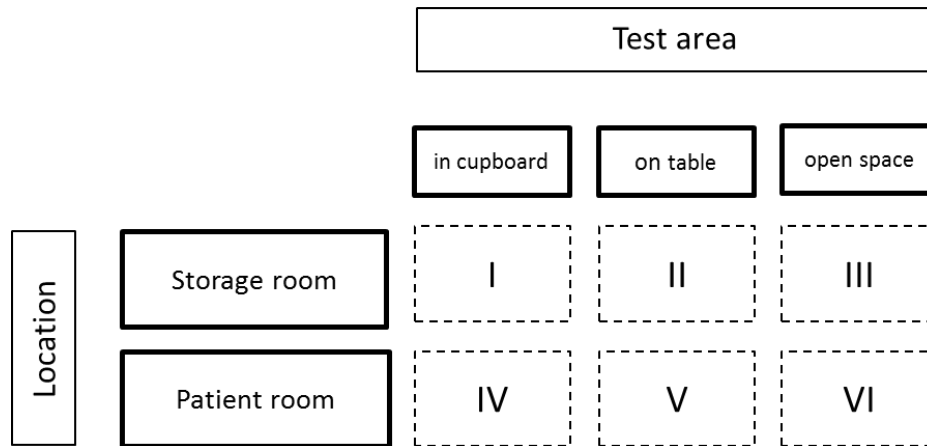 Test area
in cupboard on table open space
Location
Storage room I II III
Patient room IV V VI